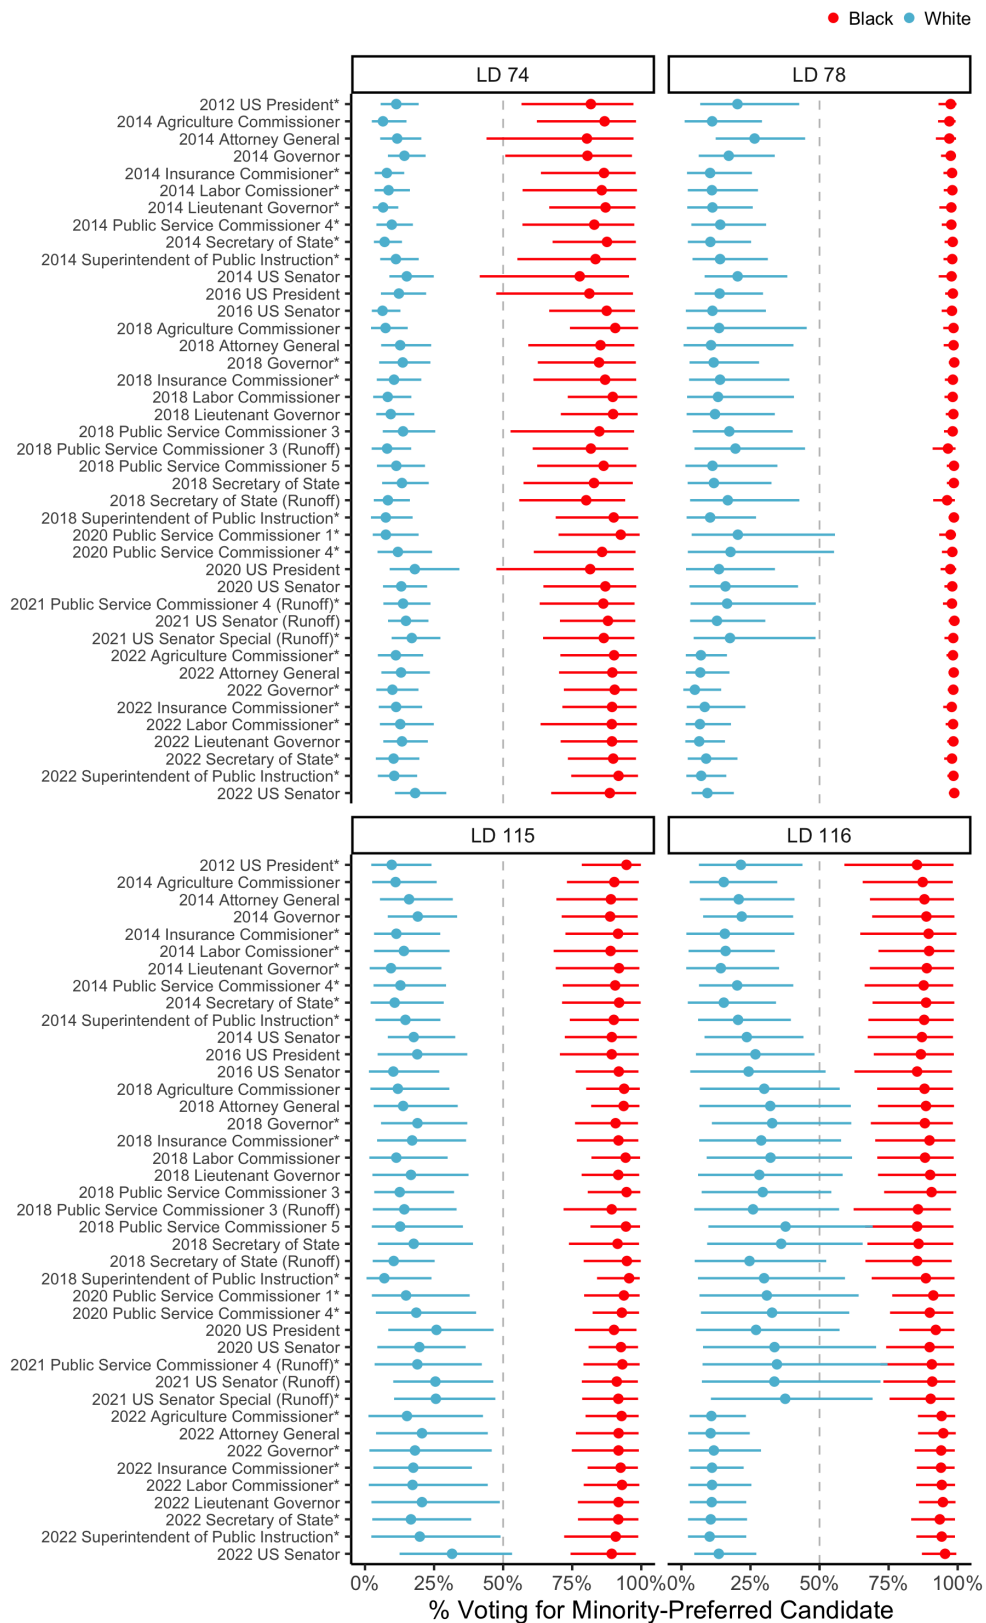 Black White
LD 74 LD 78
2012 US President*
2014 Agriculture Commissioner
2014 Attorney General
2014 Governor
2014 Insurance Commisioner*
2014 Labor Comissioner*
2014 Lieutenant Governor*
2014 Public Service Commissioner 4*
2014 Secretary of State*
2014 Superintendent of Public Instruction*
2014 US Senator
2016 US President
2016 US Senator
2018 Agriculture Commissioner
2018 Attorney General
2018 Governor*
2018 Insurance Commissioner*
2018 Labor Commissioner
2018 Lieutenant Governor
2018 Public Service Commissioner 3
2018 Public Service Commissioner 3 (Runoff)
2018 Public Service Commissioner 5
2018 Secretary of State
2018 Secretary of State (Runoff)
2018 Superintendent of Public Instruction*
2020 Public Service Commissioner 1*
2020 Public Service Commissioner 4*
2020 US President
2020 US Senator
2021 Public Service Commissioner 4 (Runoff)*
2021 US Senator (Runoff)
2021 US Senator Special (Runoff)*
2022 Agriculture Commissioner*
2022 Attorney General
2022 Governor*
2022 Insurance Commissioner*
2022 Labor Commissioner*
2022 Lieutenant Governor
2022 Secretary of State*
2022 Superintendent of Public Instruction*
2022 US Senator
LD 115 LD 116
2012 US President*
2014 Agriculture Commissioner
2014 Attorney General
2014 Governor
2014 Insurance Commisioner*
2014 Labor Comissioner*
2014 Lieutenant Governor*
2014 Public Service Commissioner 4*
2014 Secretary of State*
2014 Superintendent of Public Instruction*
2014 US Senator
2016 US President
2016 US Senator
2018 Agriculture Commissioner
2018 Attorney General
2018 Governor*
2018 Insurance Commissioner*
2018 Labor Commissioner
2018 Lieutenant Governor
2018 Public Service Commissioner 3
2018 Public Service Commissioner 3 (Runoff)
2018 Public Service Commissioner 5
2018 Secretary of State
2018 Secretary of State (Runoff)
2018 Superintendent of Public Instruction*
2020 Public Service Commissioner 1*
2020 Public Service Commissioner 4*
2020 US President
2020 US Senator
2021 Public Service Commissioner 4 (Runoff)*
2021 US Senator (Runoff)
2021 US Senator Special (Runoff)*
2022 Agriculture Commissioner*
2022 Attorney General
2022 Governor*
2022 Insurance Commissioner*
2022 Labor Commissioner*
2022 Lieutenant Governor
2022 Secretary of State*
2022 Superintendent of Public Instruction*
2022 US Senator
0% 25% 50% 75% 100% 0% 25% 50% 75% 100%
% Voting for Minority-Preferred Candidate